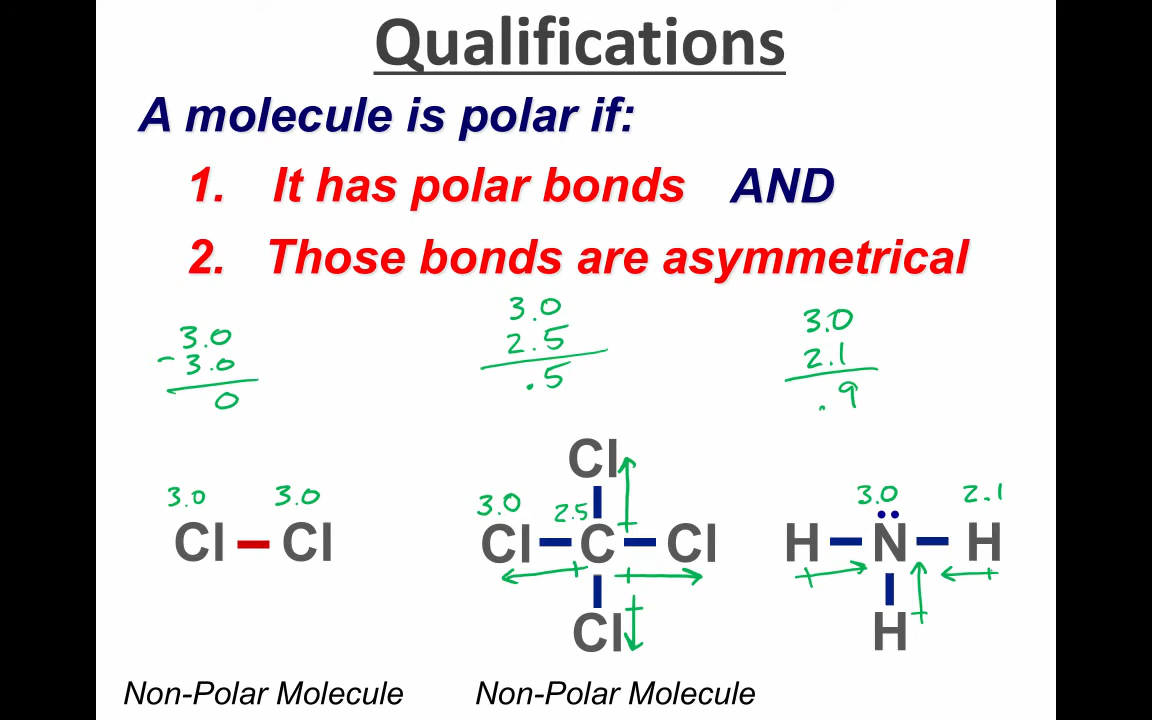 Qualifications
A molecule is polar if:
1. It has polar bonds AND
2. Those bonds are asymmetrical
3.0
- 3.0
0
3.0
2.5
.5
3.0
2.1
.9
3.0 3.0
Cl Cl
Cl
3.0 2.5
Cl C Cl
Cl
3.0 2.1
H N H
H
Non-Polar Molecule
Non-Polar Molecule